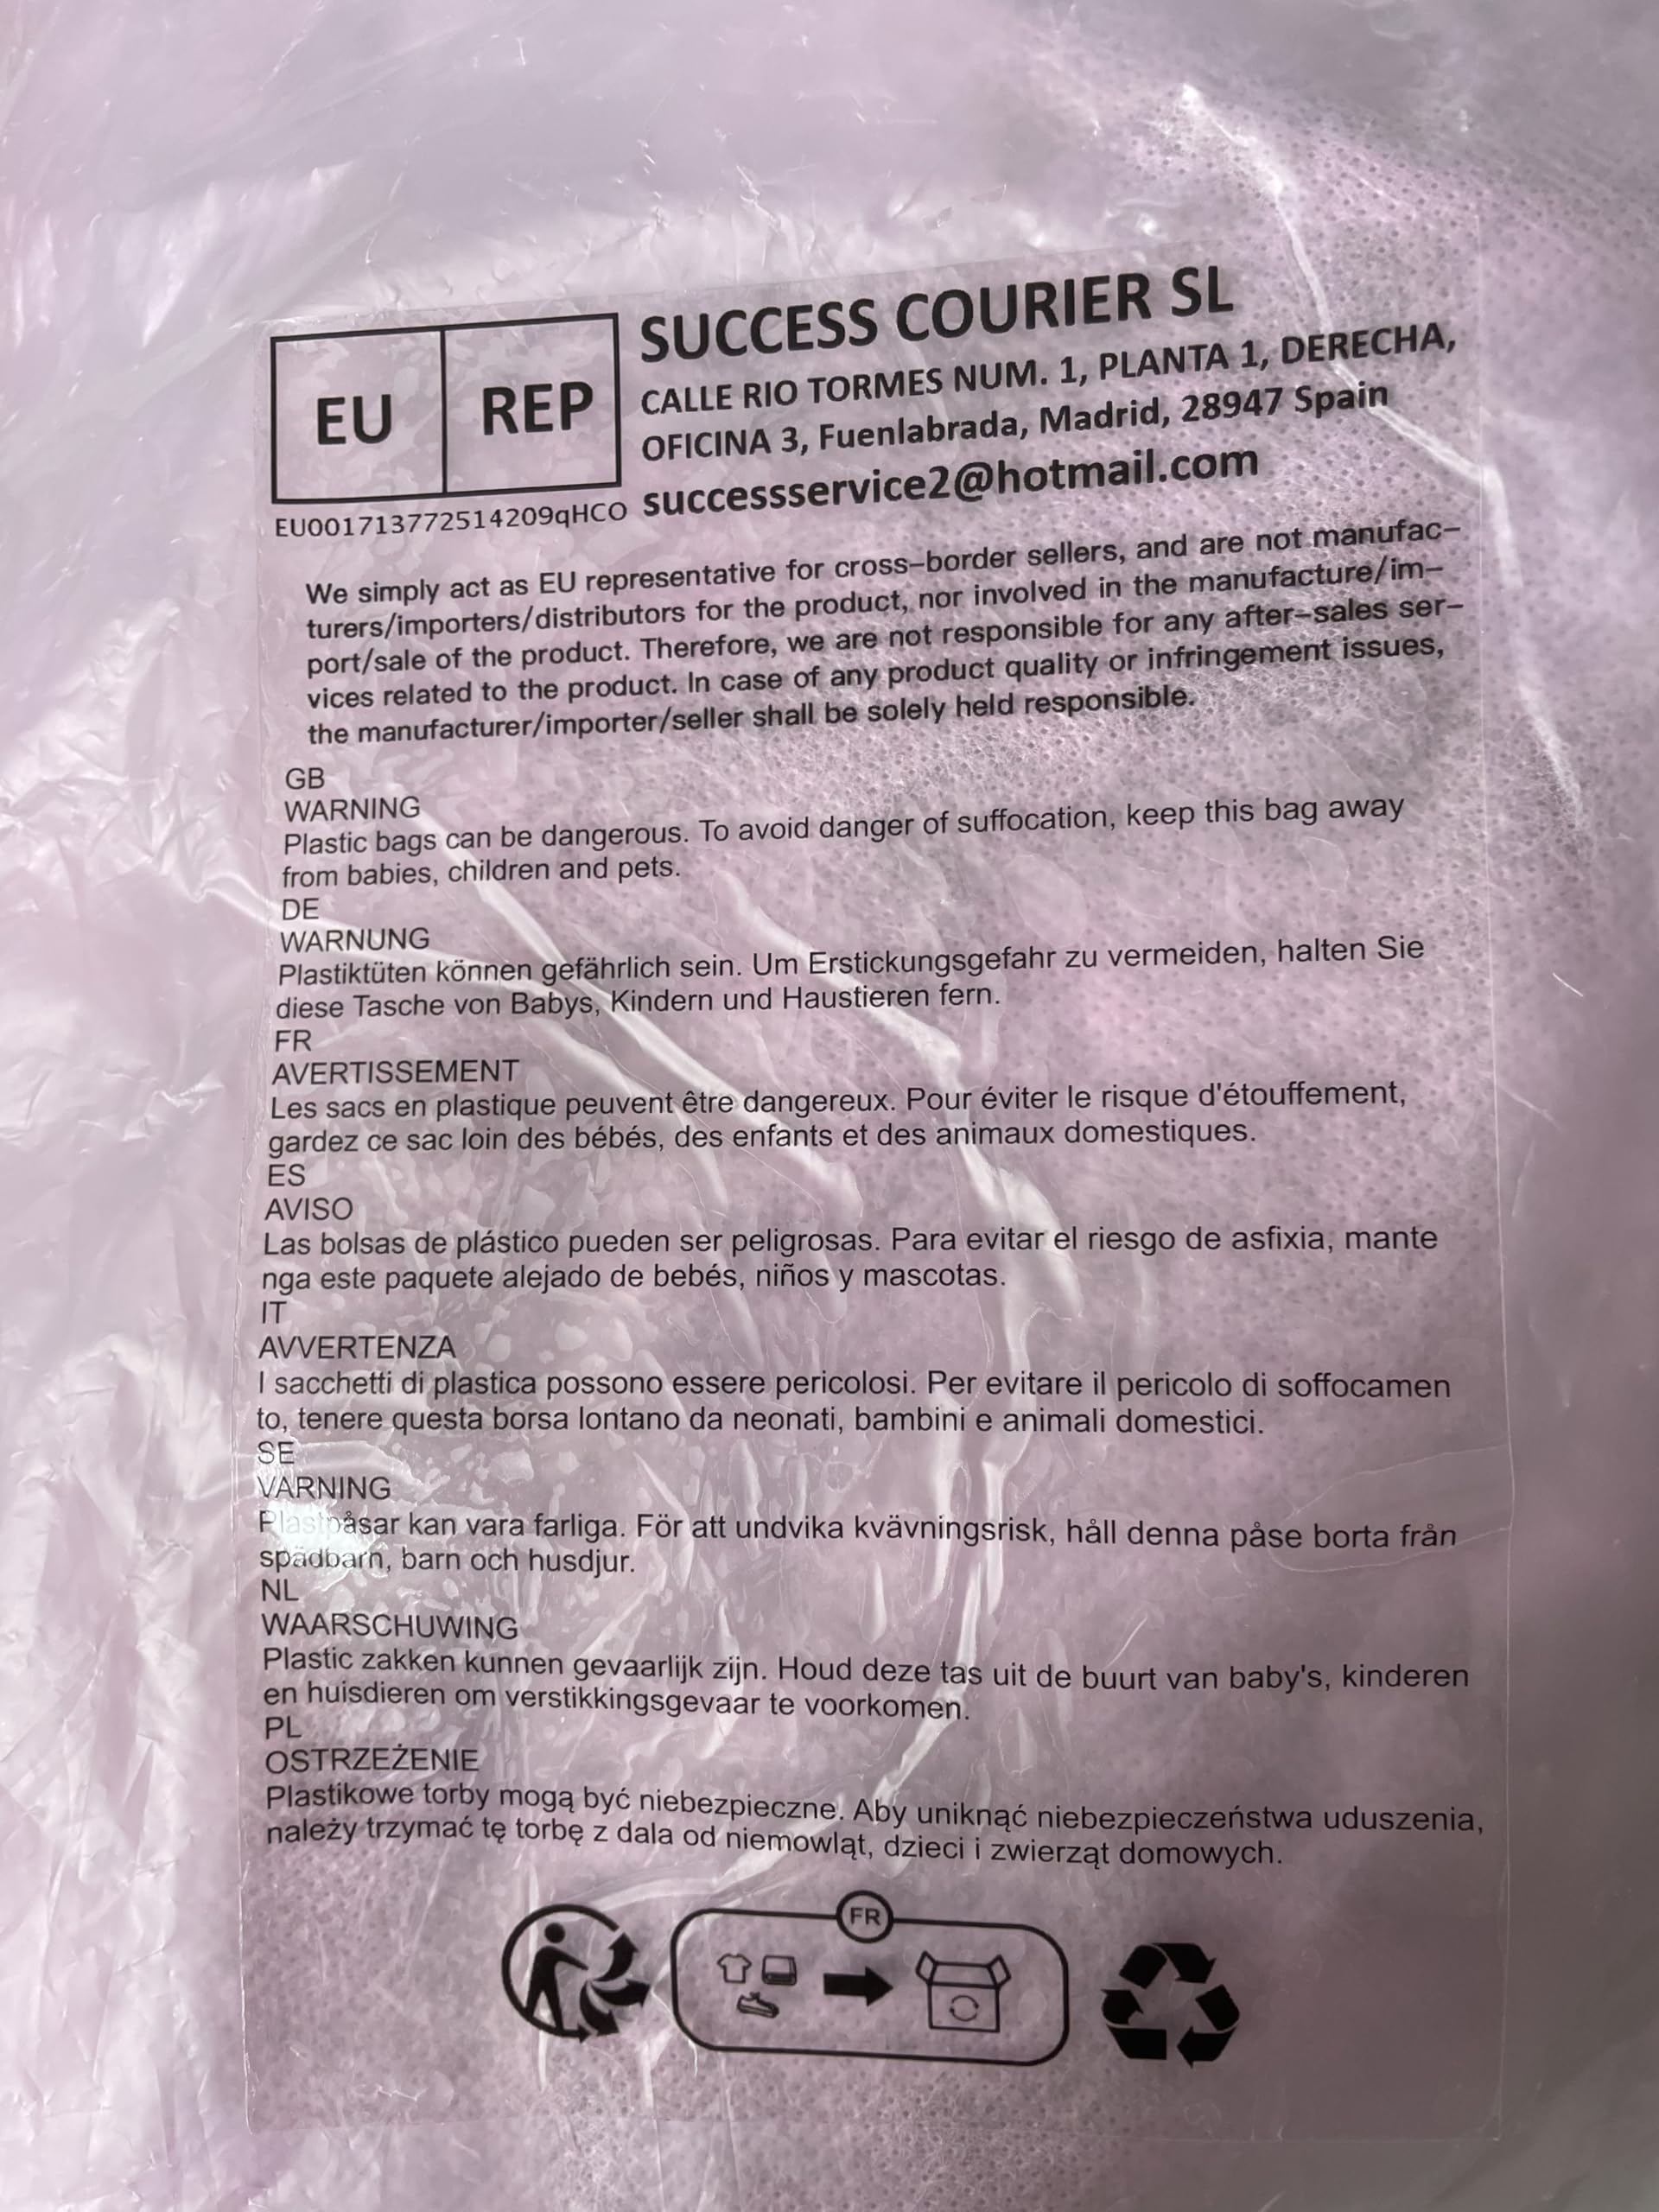 EU REP
SUCCESS COURIER SL
CALLE RIO TORMES NUM. 1, PLANTA 1, DERECHA,
OFICINA 3, Fuenlabrada, Madrid, 28947 Spain
EU001713772514209qHCO successservice2@hotmail.com
We simply act as EU representative for cross-border sellers, and are not manufac-
turers/importers/distributors for the product, nor involved in the manufacture/im-
port/sale of the product. Therefore, we are not responsible for any after-sales ser-
vices related to the product. In case of any product quality or infringement issues,
the manufacturer/importer/seller shall be solely held responsible.
GB
WARNING
Plastic bags can be dangerous. To avoid danger of suffocation, keep this bag away
from babies, children and pets.
DE
WARNUNG
Plastiktüten können gefährlich sein. Um Erstickungsgefahr zu vermeiden, halten Sie
diese Tasche von Babys, Kindern und Haustieren fern.
FR
AVERTISSEMENT
Les sacs en plastique peuvent être dangereux. Pour éviter le risque d'étouffement,
gardez ce sac loin des bébés, des enfants et des animaux domestiques.
ES
AVISO
Las bolsas de plástico pueden ser peligrosas. Para evitar el riesgo de asfixia, mante
nga este paquete alejado de bebés, niños y mascotas.
IT
AVVERTENZA
I sacchetti di plastica possono essere pericolosi. Per evitare il pericolo di soffocamen
to, tenere questa borsa lontano da neonati, bambini e animali domestici.
SE
VARNING
Plastpåsar kan vara farliga. För att undvika kvävningsrisk, håll denna påse borta från
spädbarn, barn och husdjur.
NL
WAARSCHUWING
Plastic zakken kunnen gevaarlijk zijn. Houd deze tas uit de buurt van baby's, kinderen
en huisdieren om verstikkingsgevaar te voorkomen.
PL
OSTRZEŻENIE
Plastikowe torby mogą być niebezpieczne. Aby uniknąć niebezpieczeństwa uduszenia,
należy trzymać tę torbę z dala od niemowląt, dzieci i zwierząt domowych.
FR